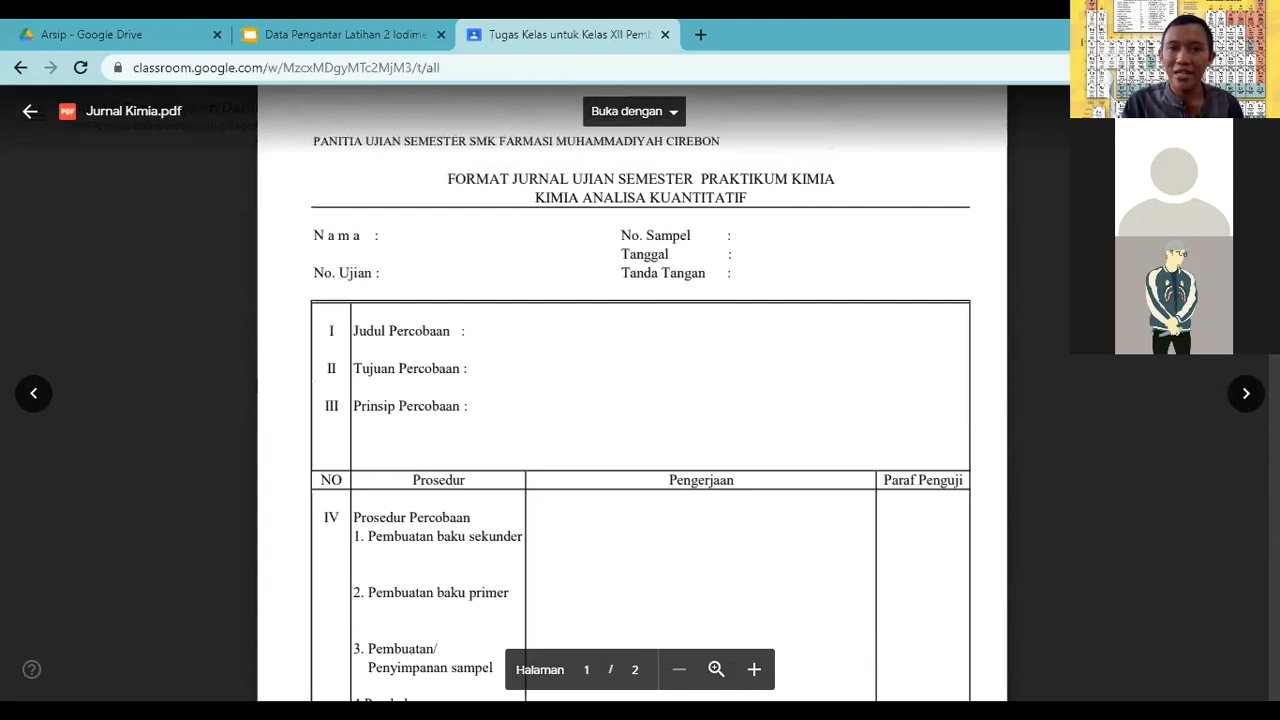 Arsip - Google Drive
Data Pengantar Latihan 2
Tugas Kelas untuk Kelas XII Pem
classroom.google.com/w/MzcxMDgyMTc2MjM3/t/all
Jurnal Kimia.pdf
Buka dengan
PANITIA UJIAN SEMESTER SMK FARMASI MUHAMMADIYAH CIREBON
FORMAT JURNAL UJIAN SEMESTER PRAKTIKUM KIMIA
KIMIA ANALISA KUANTITATIF
N a m a :
No. Sampel :
Tanggal :
No. Ujian :
Tanda Tangan :
I Judul Percobaan :
II Tujuan Percobaan :
III Prinsip Percobaan :
NO Prosedur Pengerjaan Paraf Penguji
IV Prosedur Percobaan
1. Pembuatan baku sekunder
2. Pembuatan baku primer
3. Pembuatan/
Penyimpanan sampel
Halaman 1 / 2